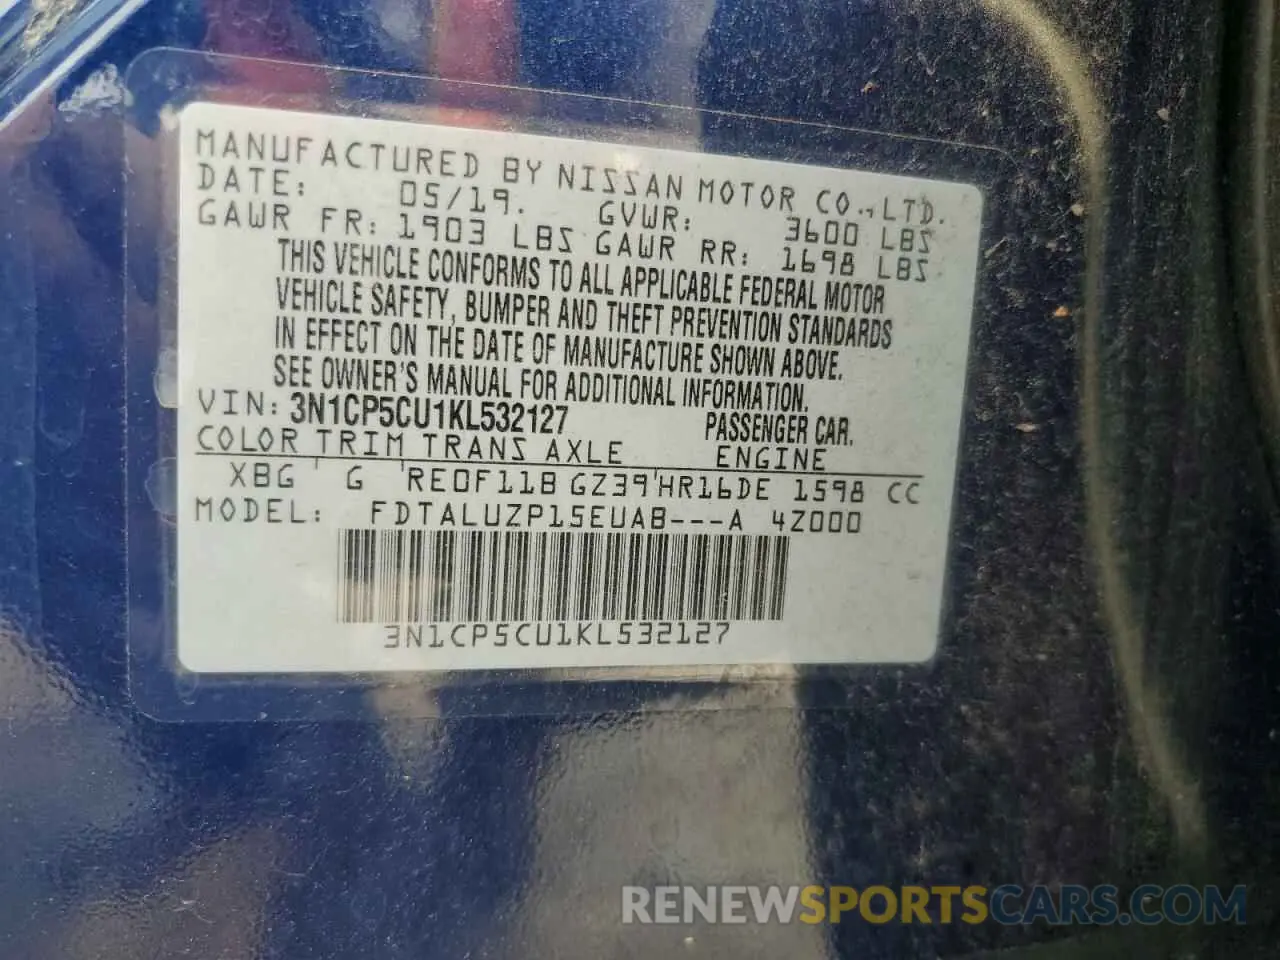 MANUFACTURED BY NISSAN MOTOR CO., LTD.
DATE: 05/19. GVWR: 3600 LBS
GAWR FR: 1903 LBS GAWR RR: 1698 LBS
THIS VEHICLE CONFORMS TO ALL APPLICABLE FEDERAL MOTOR
VEHICLE SAFETY, BUMPER AND THEFT PREVENTION STANDARDS
IN EFFECT ON THE DATE OF MANUFACTURE SHOWN ABOVE.
SEE OWNER'S MANUAL FOR ADDITIONAL INFORMATION.
VIN: 3N1CP5CU1KL532127 PASSENGER CAR.
COLOR TRIM TRANS AXLE ENGINE
XBG ' G 'RE0F11B GZ39'HR16DE 1598 CC
MODEL: FDTALUZP15EUAB---A 4Z000
3N1CP5CU1KL532127
RENEWSPORTSCARS.COM